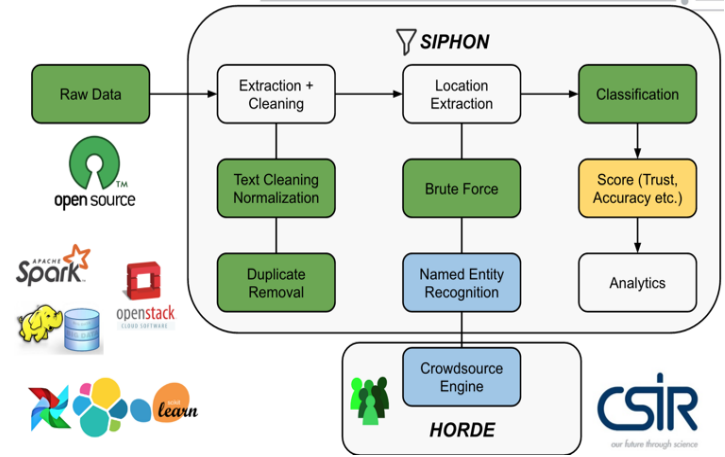 SIPHON
Raw Data
Extraction +
Cleaning
Location
Extraction
Classification
Text Cleaning
Normalization
Brute Force
Score (Trust,
Accuracy etc.)
Duplicate
Removal
Named Entity
Recognition
Analytics
Crowdsource
Engine
HORDE
TM
open source
APACHE
Spark
TM
openstack
CLOUD SOFTWARE
learn
CSIR
our future through science